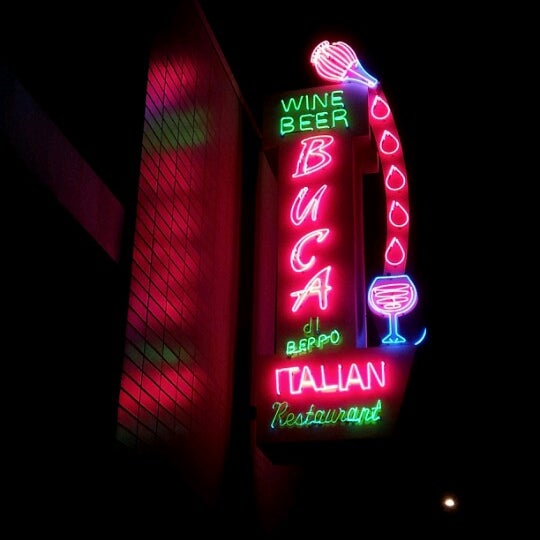 WINE
BEER
BUCA
di
BEPPO
ITALIAN
Restaurant